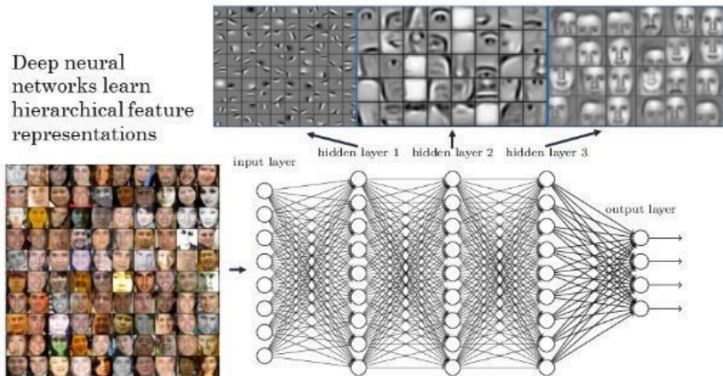 Deep neural
networks learn
hierarchical feature
representations
input layer
hidden layer 1
hidden layer 2
hidden layer 3
output layer